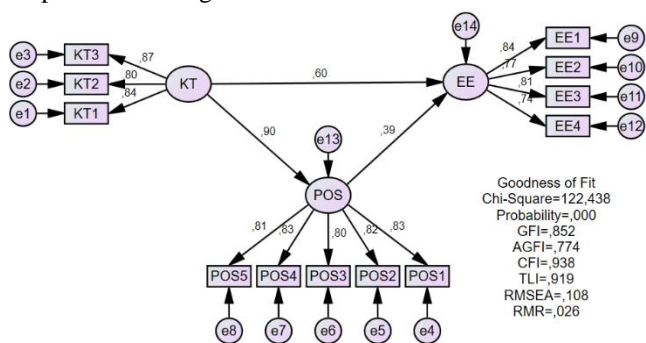 e14
e3 KT3 ,87 ,84 EE1 e9
e2 KT2 ,80 KT ,60 EE ,77 EE2 e10
e1 KT1 ,84 ,81 EE3 e11
,74 EE4 e12
,90 e13 ,39
POS
,81 ,83 ,80 ,82 ,83
POS5 POS4 POS3 POS2 POS1
e8 e7 e6 e5 e4
Goodness of Fit
Chi-Square=122,438
Probability=,000
GFI=,852
AGFI=,774
CFI=,938
TLI=,919
RMSEA=,108
RMR=,026